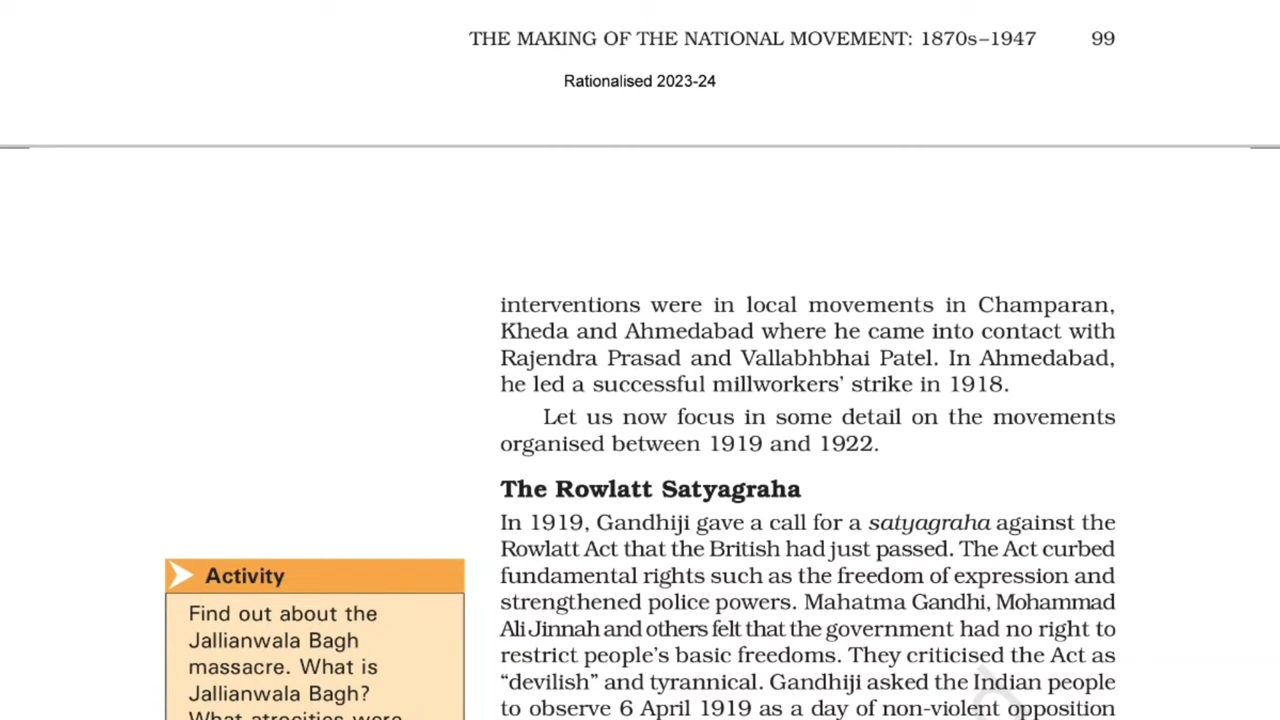 THE MAKING OF THE NATIONAL MOVEMENT: 1870s–1947 99
Rationalised 2023-24
interventions were in local movements in Champaran,
Kheda and Ahmedabad where he came into contact with
Rajendra Prasad and Vallabhbhai Patel. In Ahmedabad,
he led a successful millworkers’ strike in 1918.
Let us now focus in some detail on the movements
organised between 1919 and 1922.
The Rowlatt Satyagraha
In 1919, Gandhiji gave a call for a satyagraha against the
Rowlatt Act that the British had just passed. The Act curbed
fundamental rights such as the freedom of expression and
strengthened police powers. Mahatma Gandhi, Mohammad
Ali Jinnah and others felt that the government had no right to
restrict people’s basic freedoms. They criticised the Act as
“devilish” and tyrannical. Gandhiji asked the Indian people
to observe 6 April 1919 as a day of non-violent opposition
Activity
Find out about the
Jallianwala Bagh
massacre. What is
Jallianwala Bagh?
What atrocities were